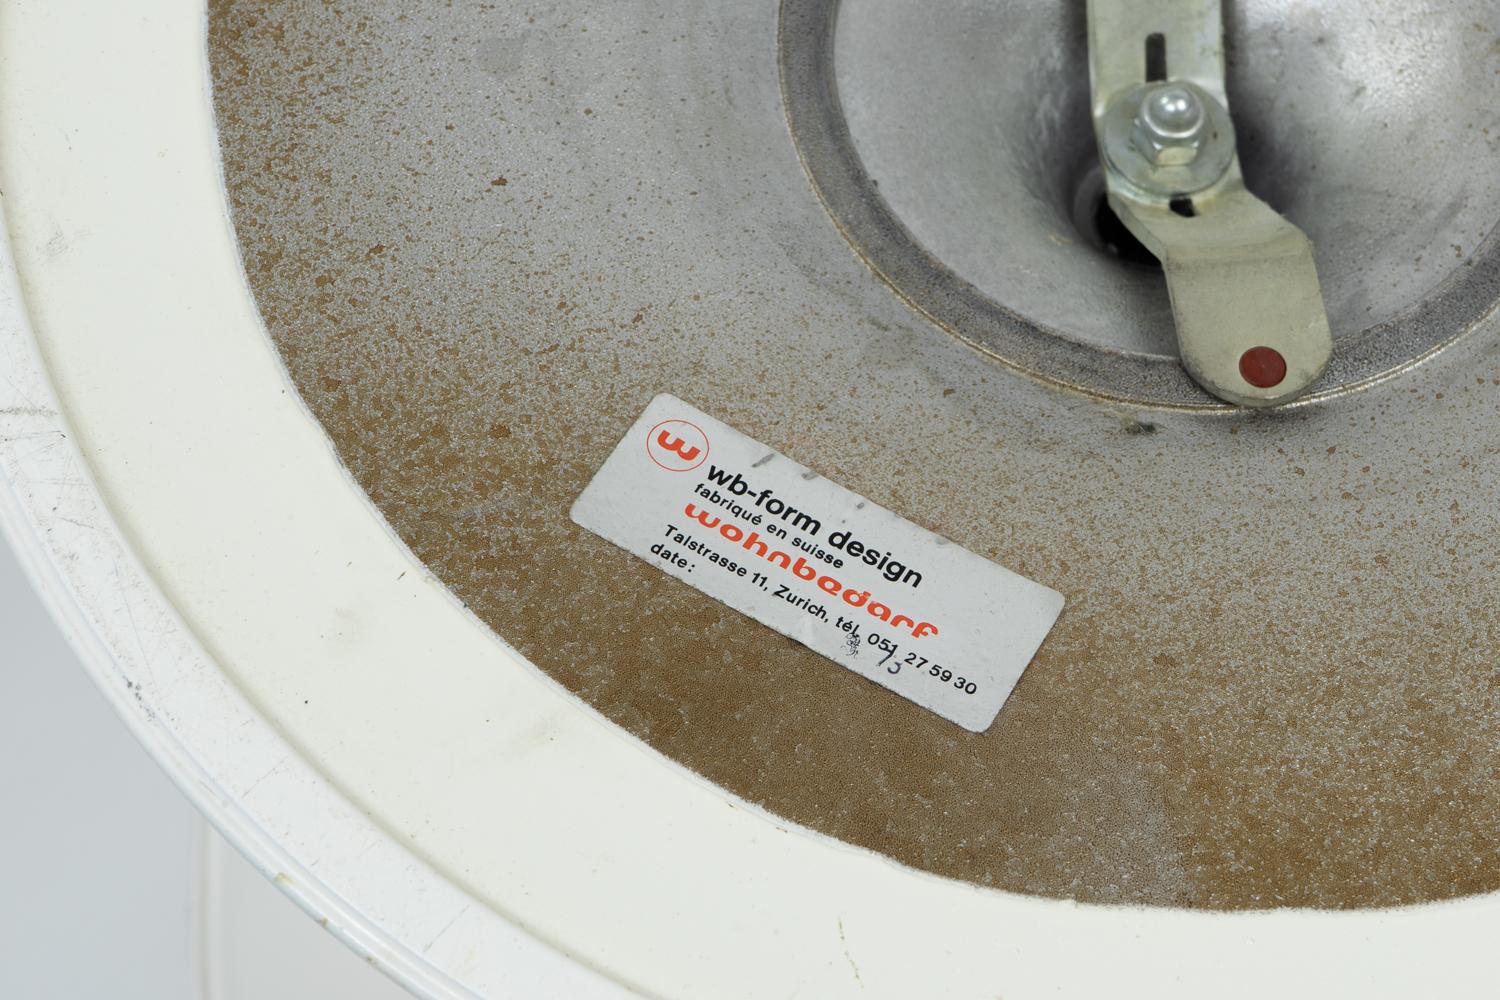 w
wb-form design
fabriqué en suisse
wohnbedarf
Talstrasse 11, Zurich, tél. 051 27 59 30
date: